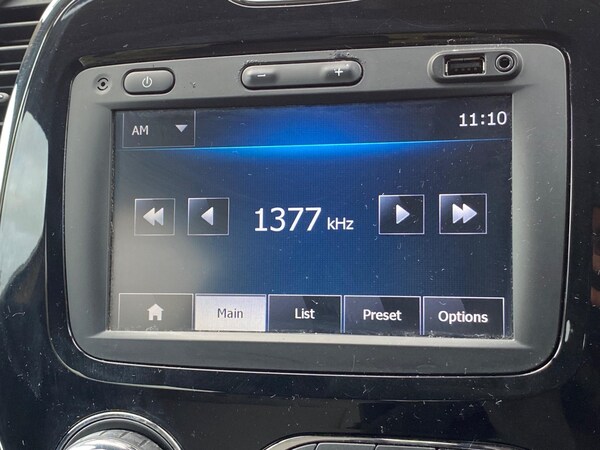 AM
11:10
1377 kHz
Main
List
Preset
Options